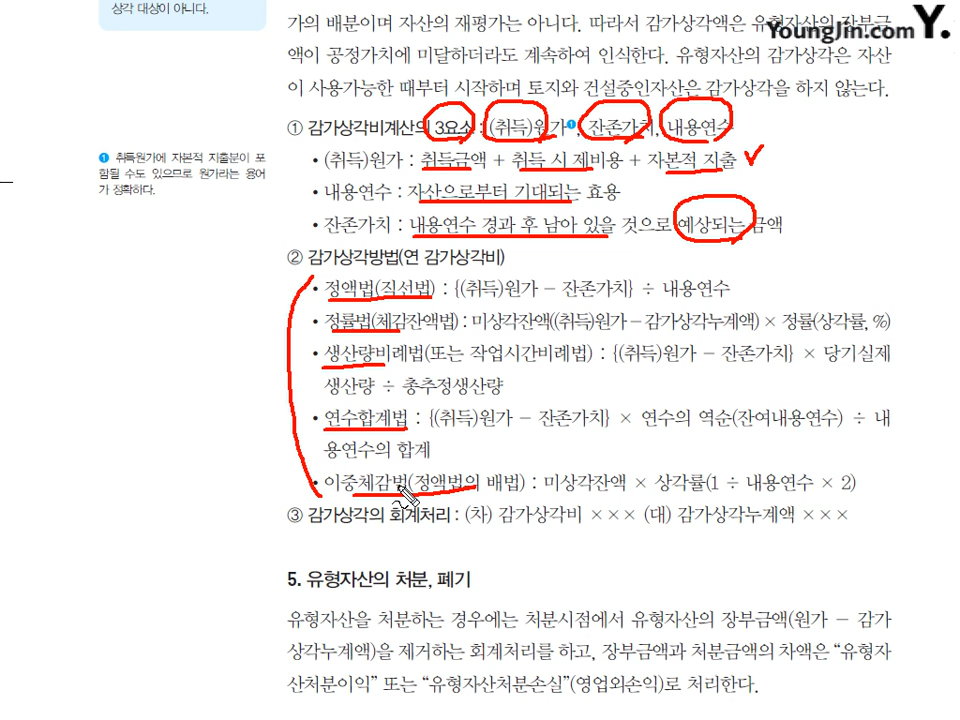 상각 대상이 아니다.
YoungJin.com Y.
가의 배분이며 자산의 재평가는 아니다. 따라서 감가상각액은 유형자산의 장부금
액이 공정가치에 미달하더라도 계속하여 인식한다. 유형자산의 감가상각은 자산
이 사용가능한 때부터 시작하며 토지와 건설중인자산은 감가상각을 하지 않는다.
① 감가상각비계산의 3요소 : (취득)원가❶, 잔존가치, 내용연수
❶ 취득원가에 자본적 지출분이 포
함될 수도 있으므로 원가라는 용어
가 정확하다.
• (취득)원가 : 취득금액 + 취득 시 제비용 + 자본적 지출
• 내용연수 : 자산으로부터 기대되는 효용
• 잔존가치 : 내용연수 경과 후 남아 있을 것으로 예상되는 금액
② 감가상각방법(연 감가상각비)
• 정액법(직선법) : {(취득)원가 − 잔존가치} ÷ 내용연수
• 정률법(체감잔액법) : 미상각잔액((취득)원가 − 감가상각누계액) × 정률(상각률, %)
• 생산량비례법(또는 작업시간비례법) : {(취득)원가 − 잔존가치} × 당기실제
생산량 ÷ 총추정생산량
• 연수합계법 : {(취득)원가 − 잔존가치} × 연수의 역순(잔여내용연수) ÷ 내
용연수의 합계
• 이중체감법(정액법의 배법) : 미상각잔액 × 상각률(1 ÷ 내용연수 × 2)
③ 감가상각의 회계처리 : (차) 감가상각비 ××× (대) 감가상각누계액 ×××
5. 유형자산의 처분, 폐기
유형자산을 처분하는 경우에는 처분시점에서 유형자산의 장부금액(원가 − 감가
상각누계액)을 제거하는 회계처리를 하고, 장부금액과 처분금액의 차액은 “유형자
산처분이익” 또는 “유형자산처분손실”(영업외손익)로 처리한다.